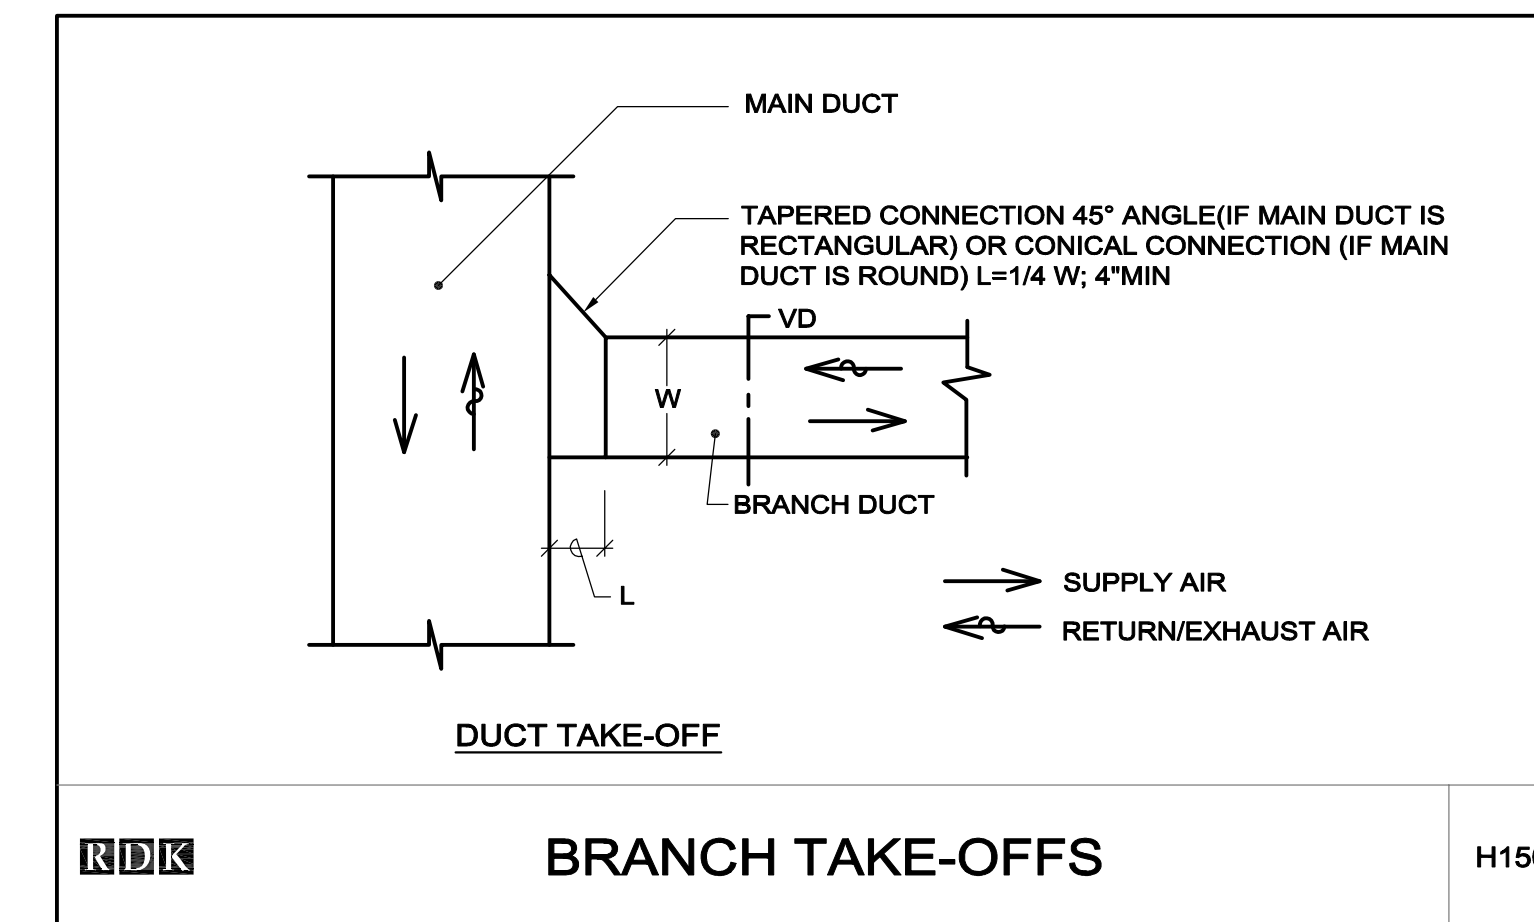 MAIN DUCT
TAPERED CONNECTION 45° ANGLE(IF MAIN DUCT IS
RECTANGULAR) OR CONICAL CONNECTION (IF MAIN
DUCT IS ROUND) L=1/4 W; 4"MIN
VD
W
BRANCH DUCT
L
SUPPLY AIR
RETURN/EXHAUST AIR
DUCT TAKE-OFF
RDK
BRANCH TAKE-OFFS